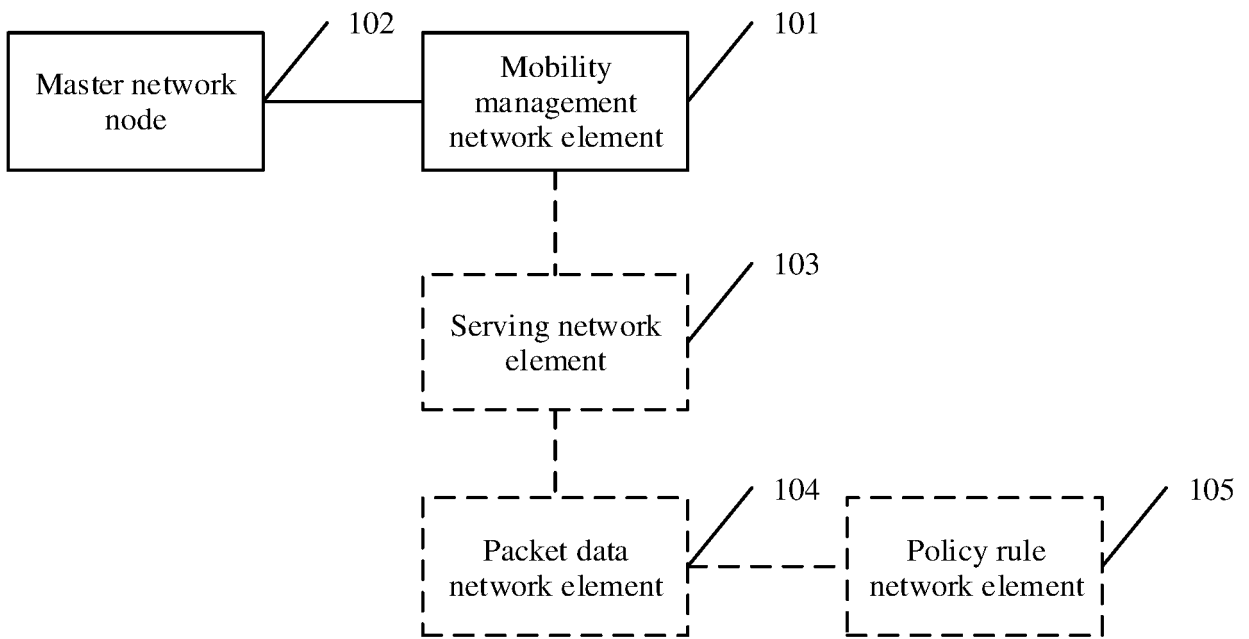 102
101
Master network
node
Mobility
management
network element
103
Serving network
element
104
105
Packet data
network element
Policy rule
network element